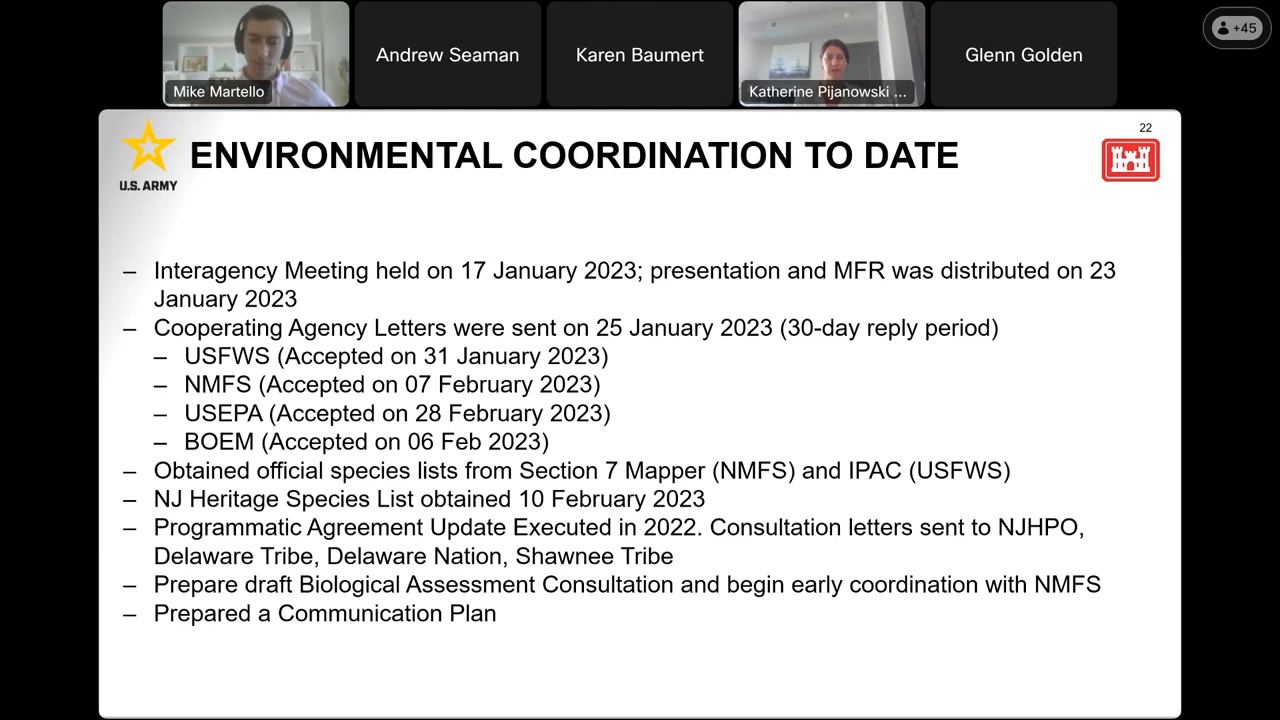 +45
Andrew Seaman
Karen Baumert
Glenn Golden
Mike Martello
Katherine Pijanowski ...
22
U.S. ARMY
ENVIRONMENTAL COORDINATION TO DATE
– Interagency Meeting held on 17 January 2023; presentation and MFR was distributed on 23
January 2023
– Cooperating Agency Letters were sent on 25 January 2023 (30-day reply period)
– USFWS (Accepted on 31 January 2023)
– NMFS (Accepted on 07 February 2023)
– USEPA (Accepted on 28 February 2023)
– BOEM (Accepted on 06 Feb 2023)
– Obtained official species lists from Section 7 Mapper (NMFS) and IPAC (USFWS)
– NJ Heritage Species List obtained 10 February 2023
– Programmatic Agreement Update Executed in 2022. Consultation letters sent to NJHPO,
Delaware Tribe, Delaware Nation, Shawnee Tribe
– Prepare draft Biological Assessment Consultation and begin early coordination with NMFS
– Prepared a Communication Plan